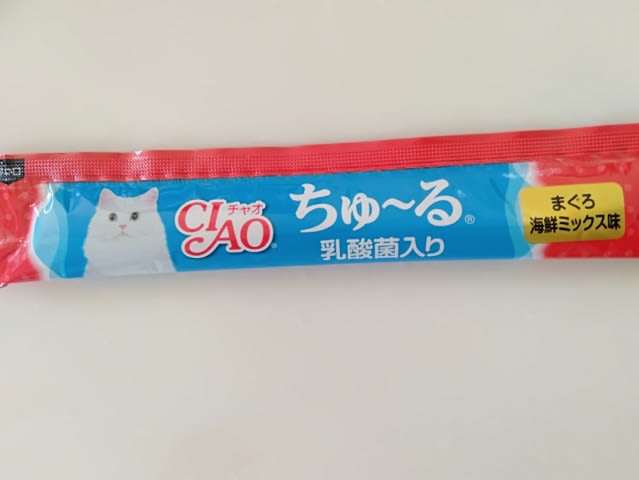 CIAO
チャオ
ちゅ～る®
乳酸菌入り
まぐろ
海鮮ミックス味